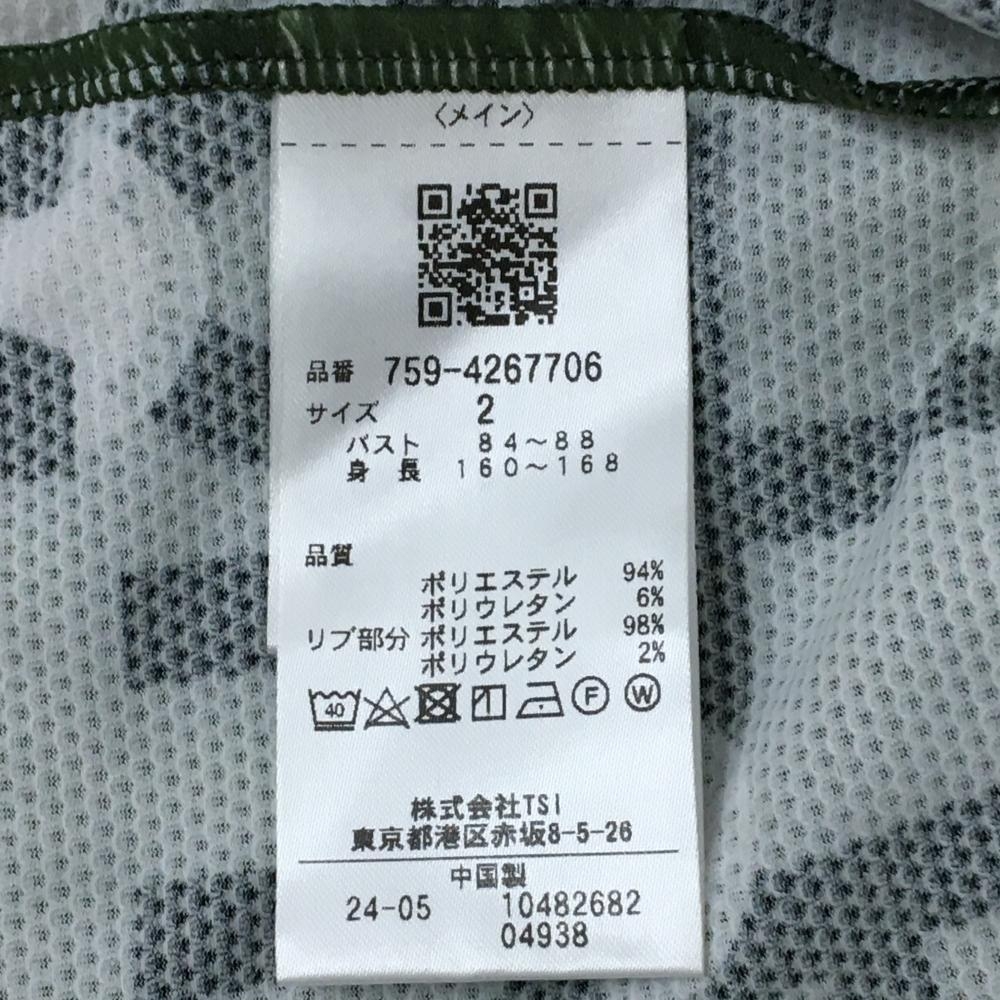 〈メイン〉
品番 759-4267706
サイズ 2
バスト 84～88
身長 160～168
品質
ポリエステル 94%
ポリウレタン 6%
リブ部分 ポリエステル 98%
ポリウレタン 2%
40 F W
株式会社TSI
東京都港区赤坂8-5-26
中国製
24-05 10482682
04938